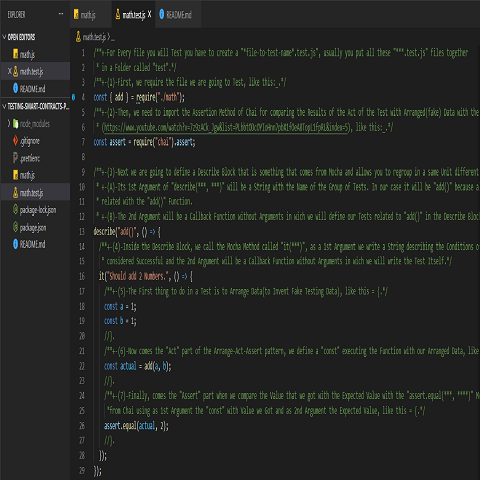 EXPLORER
OPEN EDITORS
math.js
math.test.js
README.md
TESTING-SMART-CONTRACTS-P...
node_modules
.gitignore
.prettierrc
math.js
math.test.js
package-lock.json
package.json
README.md
math.js
math.test.js
README.md
math.test.js > ...
1 /**+-For Every file you will Test you have to create a "*file-to-test-name*.test.js", usually you put all these "***.test.js" files together
2 * in a Folder called "test".*/
3 /**+-(1)-First, we require the file we are going to Test, like this:_.*/
4 const { add } = require("./math");
5 /**+-(2)-Then, we need to import the Assertion Method of Chai for comparing the Results of the Act of the Test with Arranged(fake) Data with the
6 like this:_.*/
7 const assert = require("chai").assert;
8
9 /**+-(3)-Next we are going to define a Describe Block that is something that comes from Mocha and allows you to regroup in a same Unit different
10 * +-(A)-Its 1st Argument of "describe(***, ***)" will be a String with the Name of the Group of Tests. In our case it will be "add()" because a
11 * related with the "add()" Function.
12 * +-(B)-The 2nd Argument will be a Callback Function without Arguments in wich we will define our Tests related to "add()" in the Describe Block
13 describe("add()", () => {
14 /**+-(4)-Inside the Describe Block, we call the Mocha Method called "it(***)", as a 1st Argument we write a String describing the Conditions o
15 * considered Successful and the 2nd Argument will be a Callback Function without Arguments in wich we will write the Test Itself.*/
16 it("Should add 2 Numbers.", () => {
17 /**+-(5)-The First thing to do in a Test is to Arrange Data(to Invent Fake Testing Data), like this = {.*/
18 const a = 1;
19 const b = 1;
20 //}.
21 /**+-(6)-Now comes the "Act" part of the Arrange-Act-Assert pattern, we define a "const" executing the Function with our Arranged Data, like
22 const actual = add(a, b);
23 //}.
24 /**+-(7)-Finally, comes the "Assert" part when we compare the Value that we got with the Expected Value with the "assert.equal(***, ****)" M
25 *from Chai using as 1st Argument the "const" with Value we Got and as 2nd Argument the Expected Value, like this = {.*/
26 assert.equal(actual, 2);
27 //}.
28 });
29 });